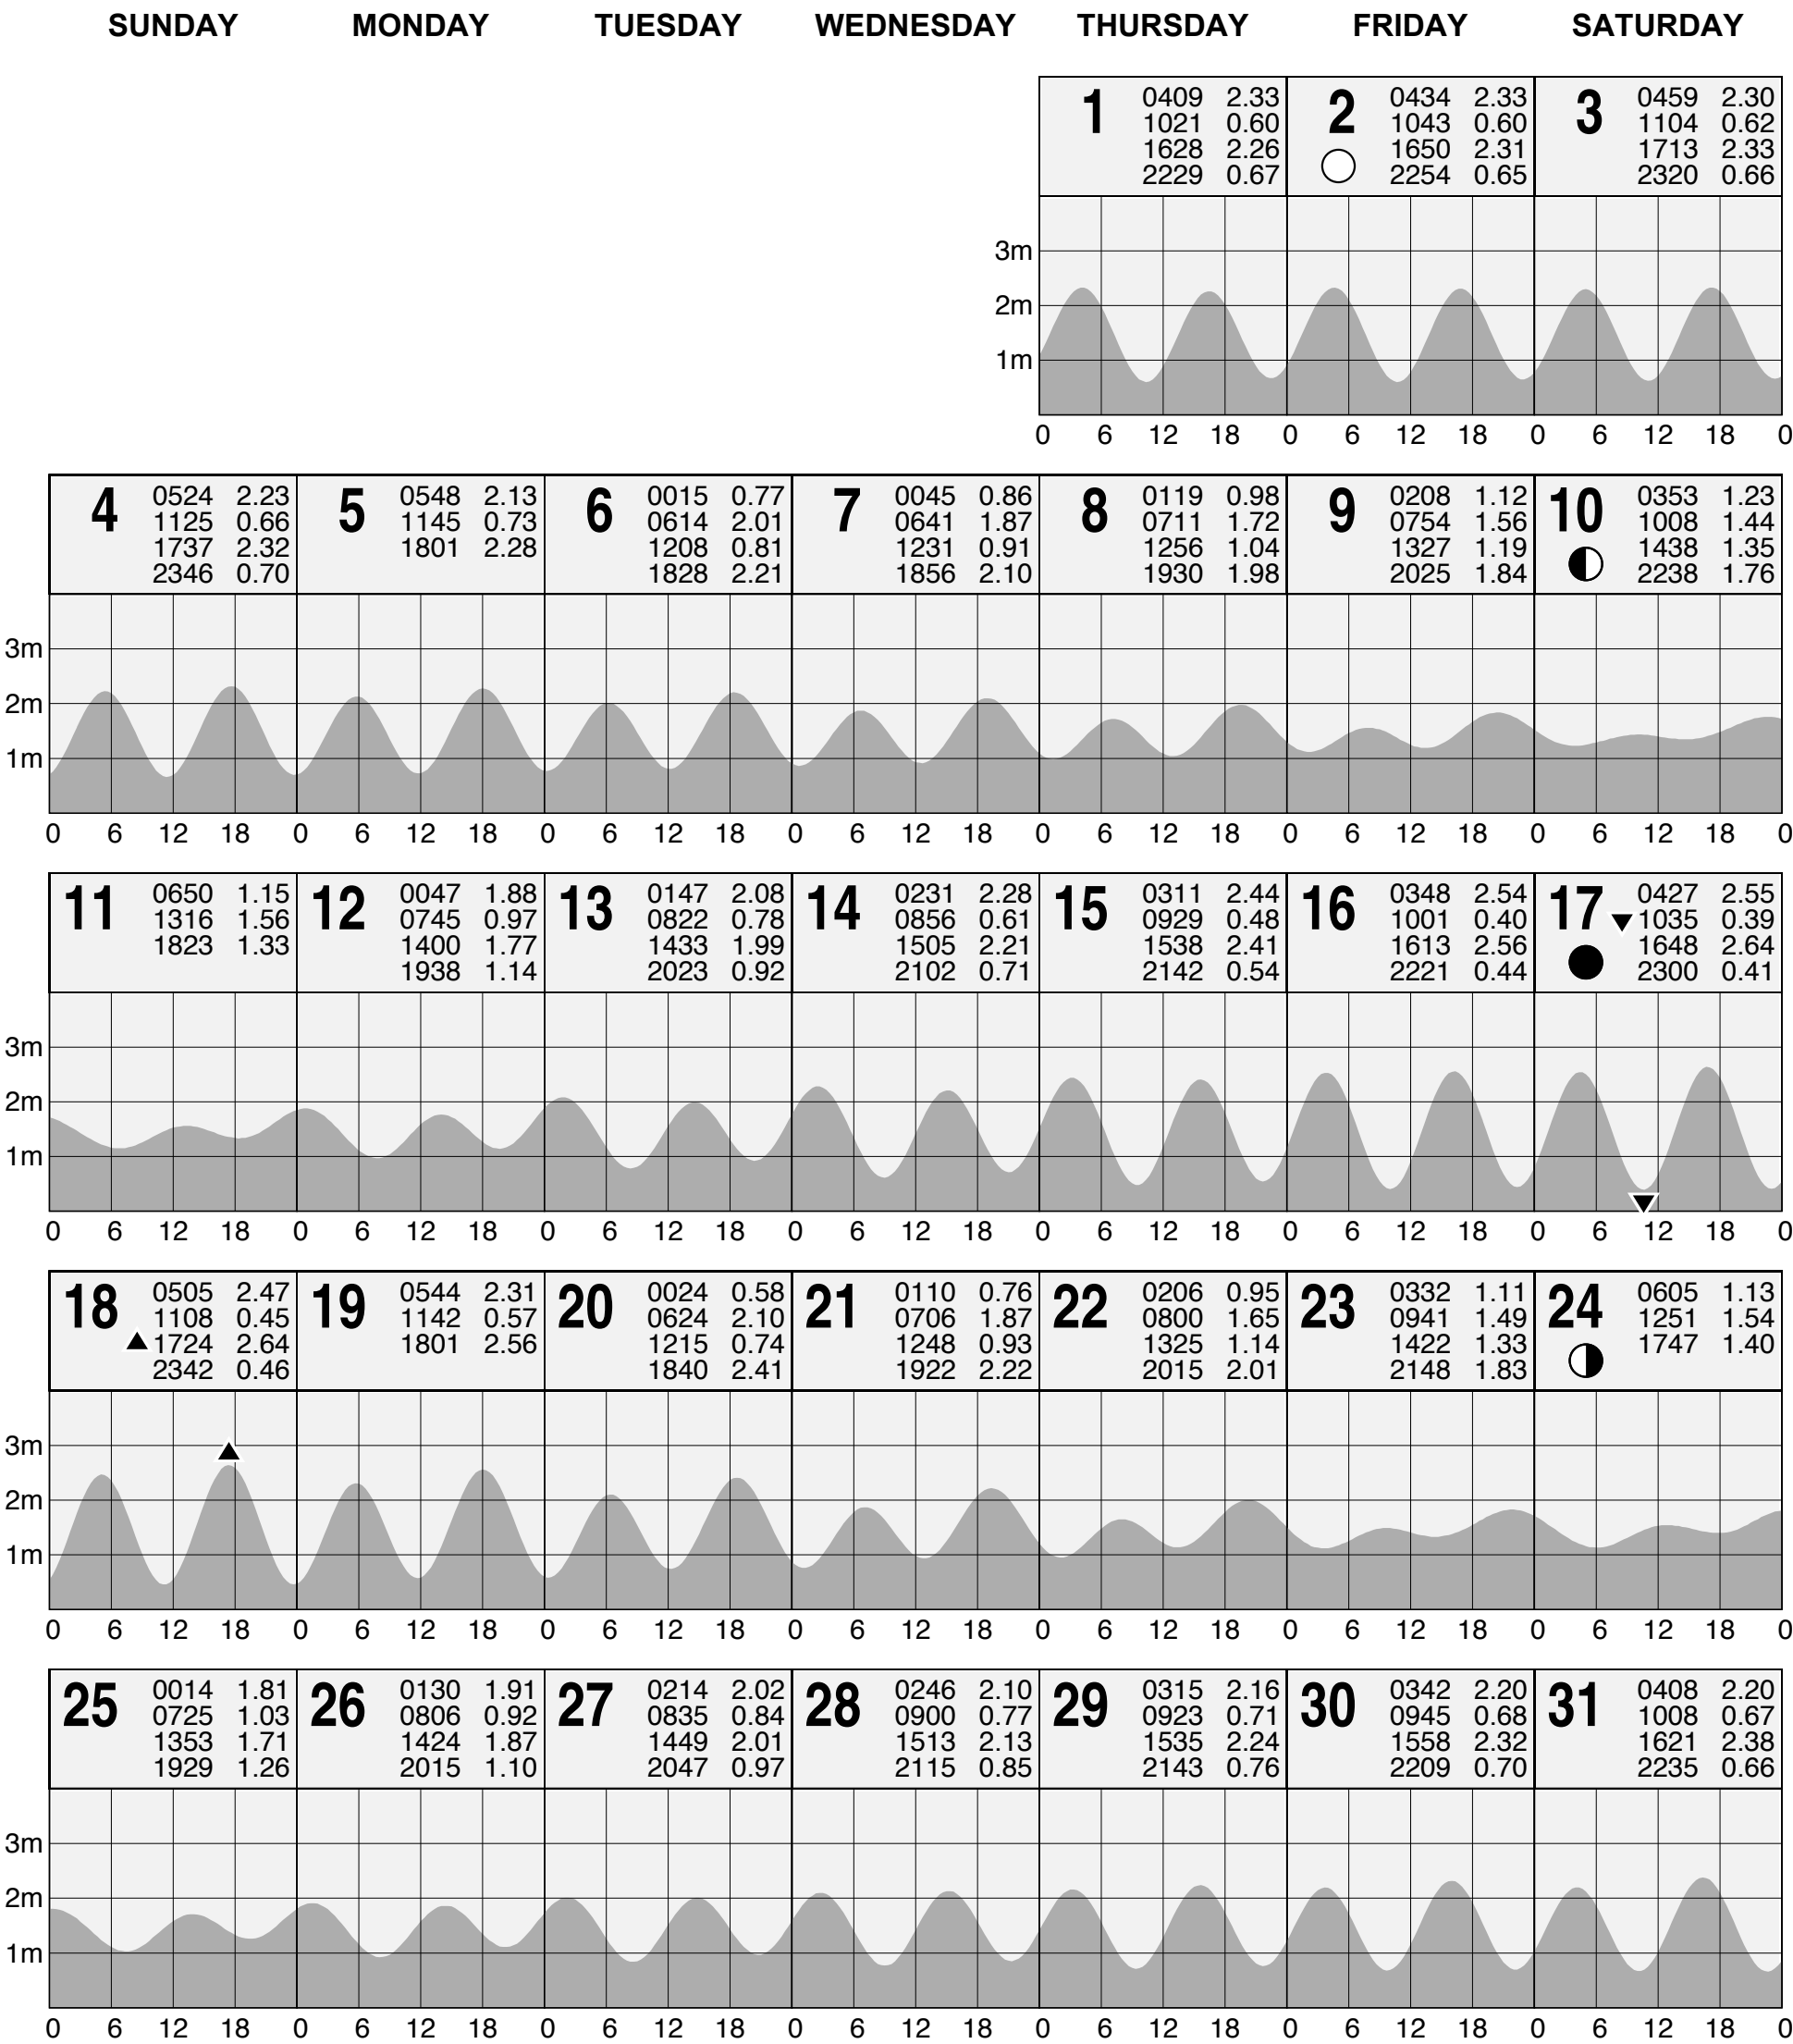 SUNDAY MONDAY TUESDAY WEDNESDAY THURSDAY FRIDAY SATURDAY
1 0409 2.33 2 0434 2.33 3 0459 2.30
1021 0.60 1043 0.60 1104 0.62
1628 2.26 1650 2.31 1713 2.33
2229 0.67 2254 0.65 2320 0.66
3m
2m
1m
0 6 12 18 0 6 12 18 0 6 12 18 0
4 0524 2.23 5 0548 2.13 6 0015 0.77 7 0045 0.86 8 0119 0.98 9 0208 1.12 10 0353 1.23
1125 0.66 1145 0.73 0614 2.01 0641 1.87 0711 1.72 0754 1.56 1008 1.44
1737 2.32 1801 2.28 1208 0.81 1231 0.91 1256 1.04 1327 1.19 1438 1.35
2346 0.70 1828 2.21 1856 2.10 1930 1.98 2025 1.84 2238 1.76
3m
2m
1m
0 6 12 18 0 6 12 18 0 6 12 18 0 6 12 18 0 6 12 18 0 6 12 18 0 6 12 18 0
11 0650 1.15 12 0047 1.88 13 0147 2.08 14 0231 2.28 15 0311 2.44 16 0348 2.54 17 0427 2.55
1316 1.56 0745 0.97 0822 0.78 0856 0.61 0929 0.48 1001 0.40 1035 0.39
1823 1.33 1400 1.77 1433 1.99 1505 2.21 1538 2.41 1613 2.56 1648 2.64
1938 1.14 2023 0.92 2102 0.71 2142 0.54 2221 0.44 2300 0.41
3m
2m
1m
0 6 12 18 0 6 12 18 0 6 12 18 0 6 12 18 0 6 12 18 0 6 12 18 0 6 12 18 0
18 0505 2.47 19 0544 2.31 20 0024 0.58 21 0110 0.76 22 0206 0.95 23 0332 1.11 24 0605 1.13
1108 0.45 1142 0.57 0624 2.10 0706 1.87 0800 1.65 0941 1.49 1251 1.54
1724 2.64 1801 2.56 1215 0.74 1248 0.93 1325 1.14 1422 1.33 1747 1.40
2342 0.46 1840 2.41 1922 2.22 2015 2.01 2148 1.83
3m
2m
1m
0 6 12 18 0 6 12 18 0 6 12 18 0 6 12 18 0 6 12 18 0 6 12 18 0 6 12 18 0
25 0014 1.81 26 0130 1.91 27 0214 2.02 28 0246 2.10 29 0315 2.16 30 0342 2.20 31 0408 2.20
0725 1.03 0806 0.92 0835 0.84 0900 0.77 0923 0.71 0945 0.68 1008 0.67
1353 1.71 1424 1.87 1449 2.01 1513 2.13 1535 2.24 1558 2.32 1621 2.38
1929 1.26 2015 1.10 2047 0.97 2115 0.85 2143 0.76 2209 0.70 2235 0.66
3m
2m
1m
0 6 12 18 0 6 12 18 0 6 12 18 0 6 12 18 0 6 12 18 0 6 12 18 0 6 12 18 0